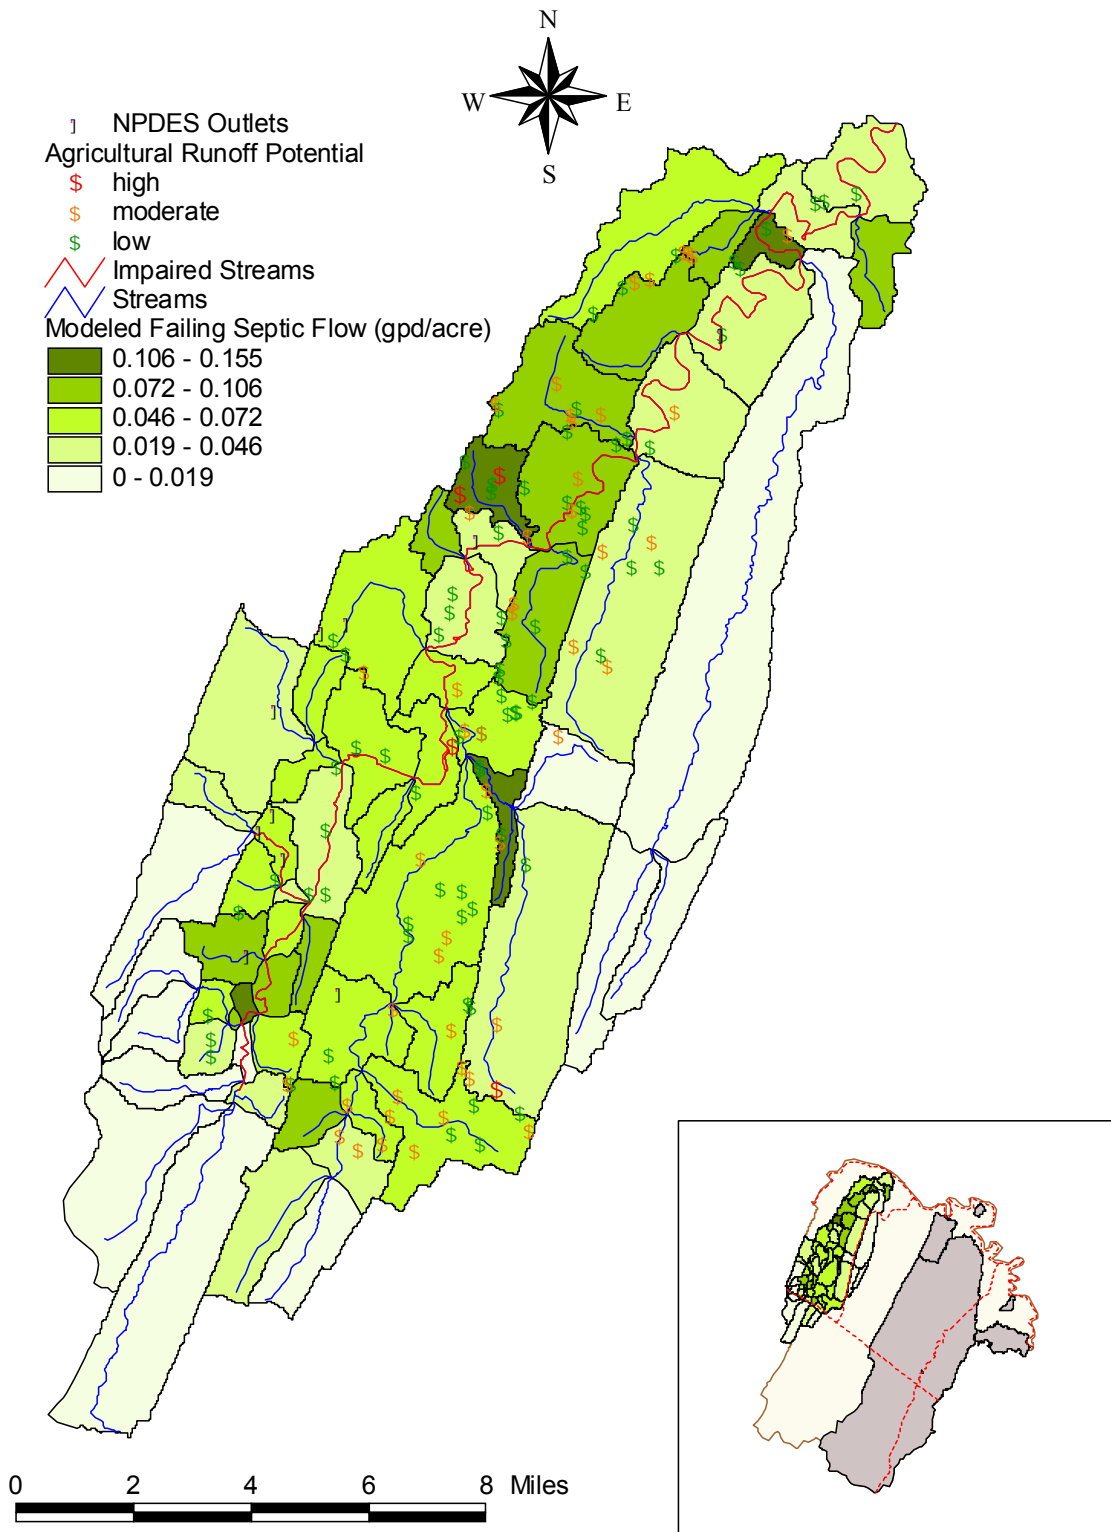 N
W E
S
] NPDES Outlets
Agricultural Runoff Potential
$ high
$ moderate
$ low
Impaired Streams
Streams
Modeled Failing Septic Flow (gpd/acre)
0.106 - 0.155
0.072 - 0.106
0.046 - 0.072
0.019 - 0.046
0 - 0.019
0 2 4 6 8 Miles